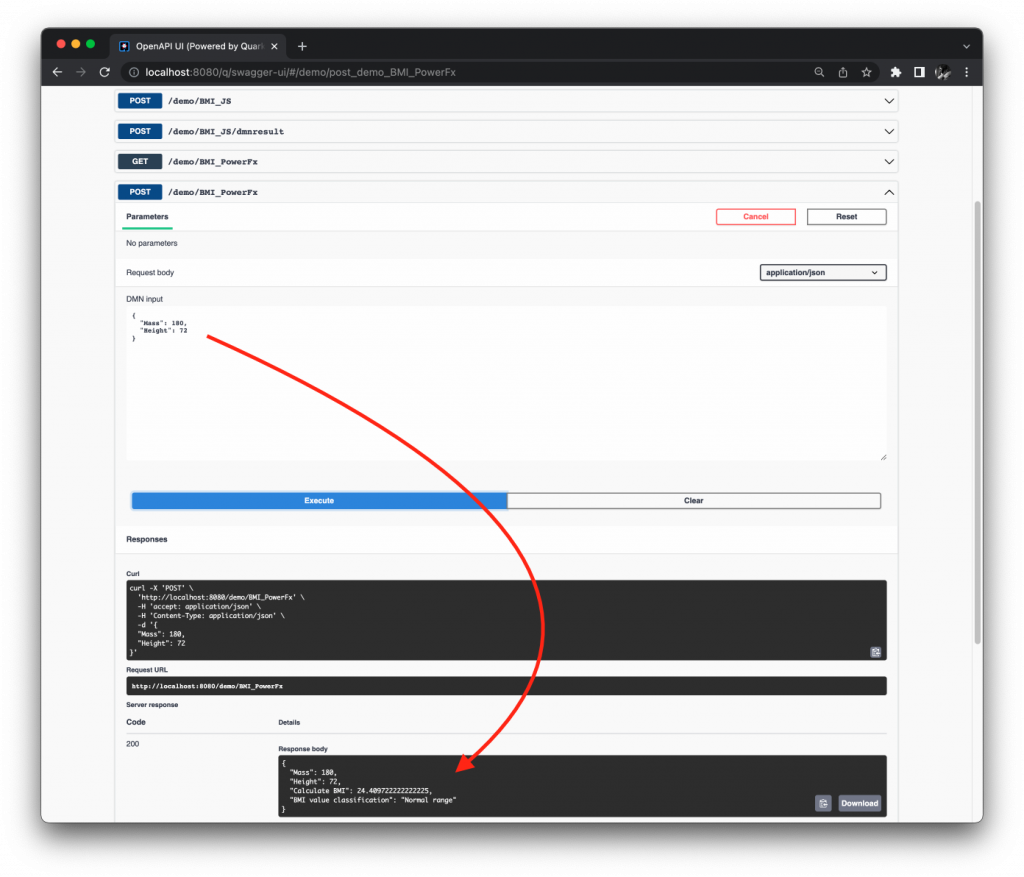 OpenAPI UI (Powered by Quark
localhost:8080/q/swagger-ui/#/demo/post_demo_BMI_PowerFx
POST /demo/BMI_JS
POST /demo/BMI_JS/dmnresult
GET /demo/BMI_PowerFx
POST /demo/BMI_PowerFx
Parameters Cancel Reset
No parameters
Request body application/json
DMN input
{
"Mass": 180,
"Height": 72
}
Execute Clear
Responses
Curl
curl -X 'POST' \
'http://localhost:8080/demo/BMI_PowerFx' \
-H 'accept: application/json' \
-H 'Content-Type: application/json' \
-d '{
"Mass": 180,
"Height": 72
}'
Request URL
http://localhost:8080/demo/BMI_PowerFx
Server response
Code Details
200
Response body
{
"Mass": 180,
"Height": 72,
"Calculate BMI": 24.409722222222225,
"BMI value classification": "Normal range"
}
Download